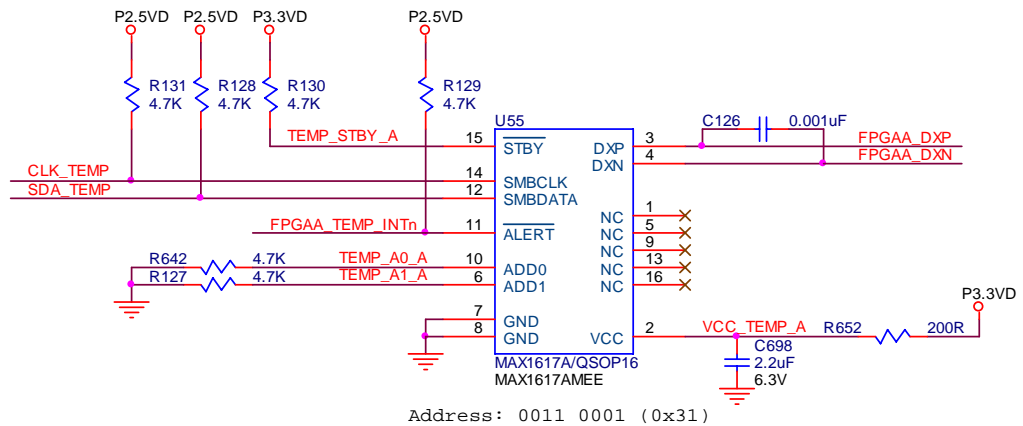 P2.5VD P2.5VD P3.3VD P2.5VD
R131 R128 R130 R129
4.7K 4.7K 4.7K 4.7K
U55
C126 0.001uF
TEMP_STBY_A 15 STBY DXP 3 FPGAA_DXP
DXN 4 FPGAA_DXN
CLK_TEMP 14 SMBCLK
SDA_TEMP 12 SMBDATA
NC 1
FPGAA_TEMP_INTn 11 ALERT NC 5
NC 9
R642 4.7K TEMP_A0_A 10 ADD0 NC 13
R127 4.7K TEMP_A1_A 6 ADD1 NC 16
P3.3VD
7 GND
8 GND VCC 2 VCC_TEMP_A R652 200R
MAX1617A/QSOP16 C698
MAX1617AMEE 2.2uF
6.3V
Address: 0011 0001 (0x31)